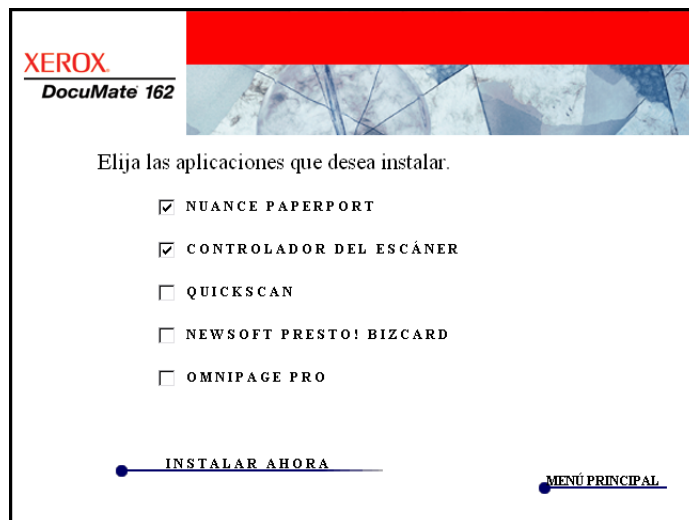 XEROX.
DocuMate 162
Elija las aplicaciones que desea instalar.
NUANCE PAPERPORT
CONTROLADOR DEL ESCÁNER
QUICKSCAN
NEWSOFT PRESTO! BIZCARD
OMNIPAGE PRO
INSTALAR AHORA
MENÚ PRINCIPAL